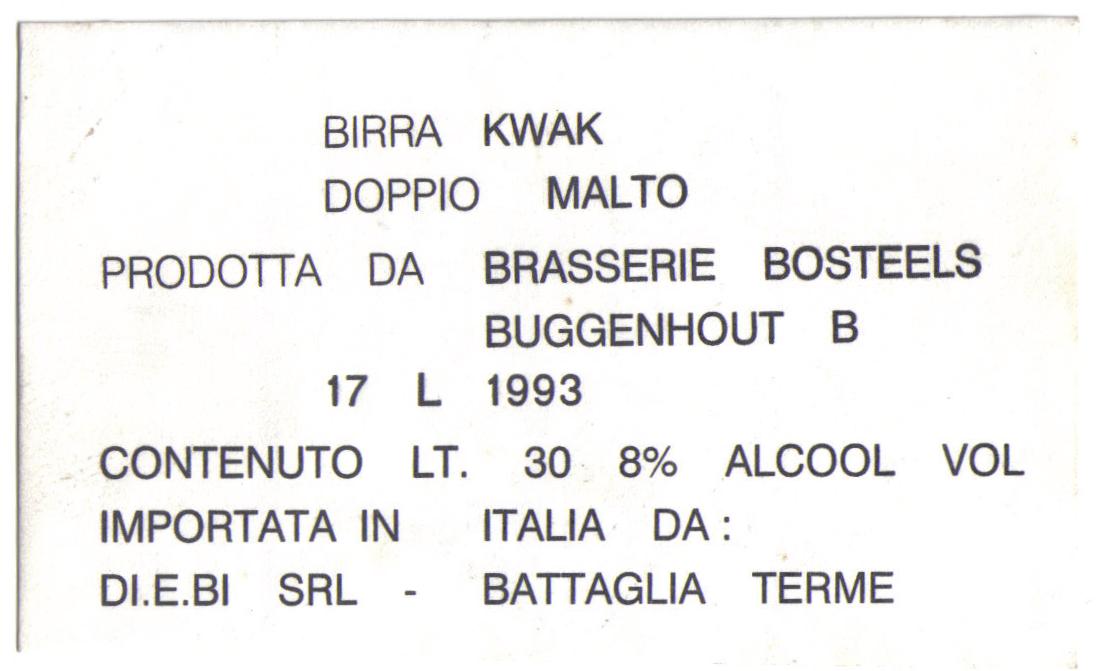 BIRRA KWAK
DOPPIO MALTO
PRODOTTA DA BRASSERIE BOSTEELS
BUGGENHOUT B
17 L 1993
CONTENUTO LT. 30 8% ALCOOL VOL
IMPORTATA IN ITALIA DA:
DI.E.BI SRL - BATTAGLIA TERME